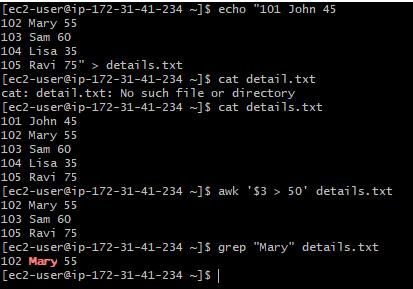 [ec2-user@ip-172-31-41-234 ~]$ echo "101 John 45
102 Mary 55
103 Sam 60
104 Lisa 35
105 Ravi 75" > details.txt
[ec2-user@ip-172-31-41-234 ~]$ cat detail.txt
cat: detail.txt: No such file or directory
[ec2-user@ip-172-31-41-234 ~]$ cat details.txt
101 John 45
102 Mary 55
103 Sam 60
104 Lisa 35
105 Ravi 75
[ec2-user@ip-172-31-41-234 ~]$ awk '$3 > 50' details.txt
102 Mary 55
103 Sam 60
105 Ravi 75
[ec2-user@ip-172-31-41-234 ~]$ grep "Mary" details.txt
102 Mary 55
[ec2-user@ip-172-31-41-234 ~]$